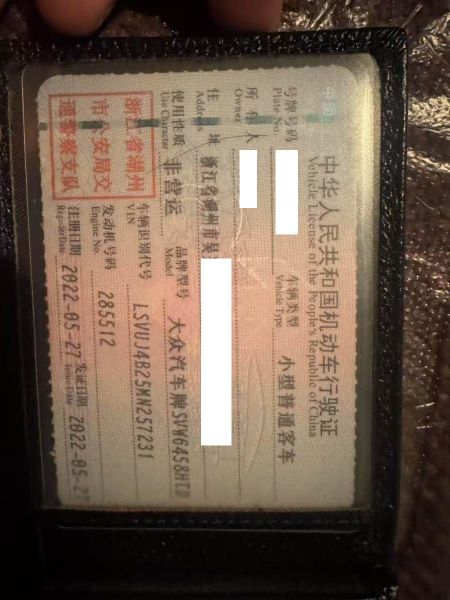 中华人民共和国机动车行驶证
Vehicle License of the People's Republic of China
号牌号码
Plate No.
车辆类型 小型普通客车
Vehicle Type
所有人
Owner
住址 浙江省湖州市吴
Address
使用性质 非营运
Use Character
品牌型号 大众汽车牌SVW6458HID
Model
浙江省湖州
市公安局交
通警察支队
车辆识别代号 LSVUJ4B25MN257231
VIN
发动机号码 285512
Engine No.
注册日期 2022-05-27
Register Date
发证日期 2022-05-2
Issue Date